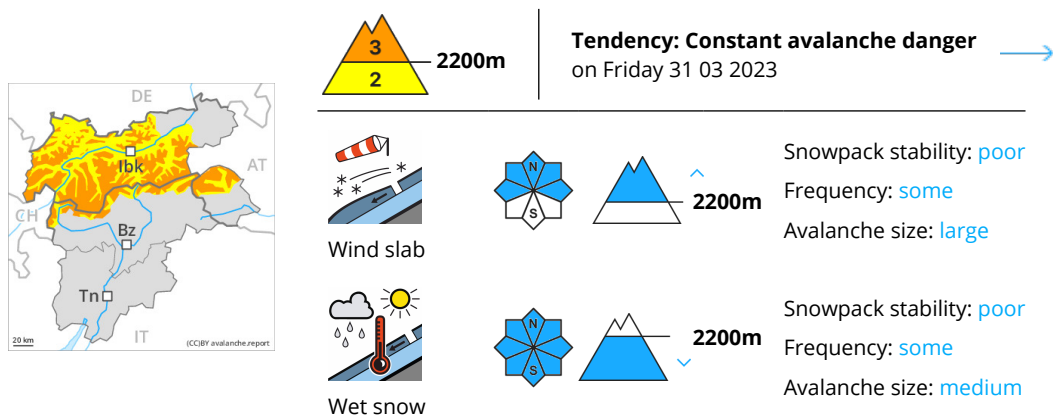 3
2
2200m
Tendency: Constant avalanche danger
on Friday 31 03 2023
DE
AT
Ibk
CH
Bz
Tn
IT
20 km
(CC)BY avalanche.report
Wind slab
N
S
2200m
Snowpack stability: poor
Frequency: some
Avalanche size: large
Wet snow
N
S
2200m
Snowpack stability: poor
Frequency: some
Avalanche size: medium